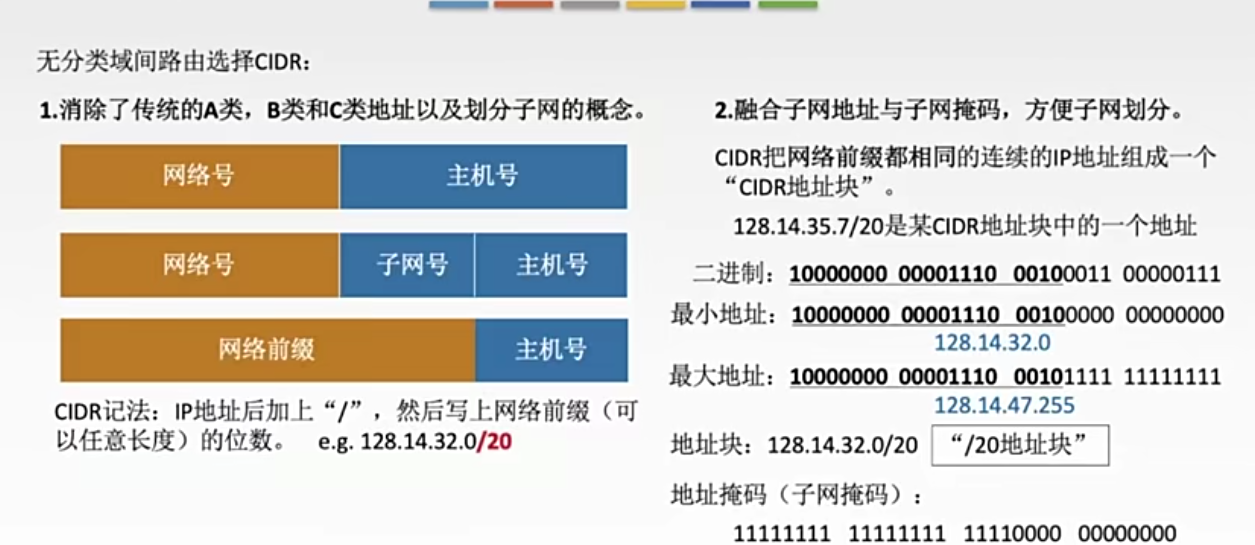 无分类域间路由选择CIDR：
1.消除了传统的A类，B类和C类地址以及划分子网的概念。
网络号 主机号
网络号 子网号 主机号
网络前缀 主机号
CIDR记法：IP地址后加上“/”，然后写上网络前缀（可
以任意长度）的位数。 e.g. 128.14.32.0/20
2.融合子网地址与子网掩码，方便子网划分。
CIDR把网络前缀都相同的连续的IP地址组成一个
“CIDR地址块”。
128.14.35.7/20是某CIDR地址块中的一个地址
二进制：10000000 00001110 00100011 00000111
最小地址：10000000 00001110 00100000 00000000
128.14.32.0
最大地址：10000000 00001110 00101111 11111111
128.14.47.255
地址块：128.14.32.0/20 “/20地址块”
地址掩码（子网掩码）：
11111111 11111111 11110000 00000000